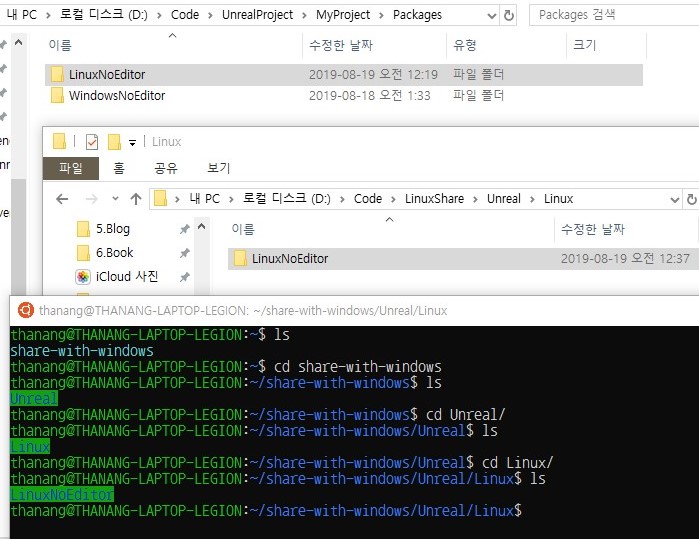 내 PC > 로컬 디스크 (D:) > Code > UnrealProject > MyProject > Packages
Packages 검색
이름 수정한 날짜 유형 크기
LinuxNoEditor 2019-08-19 오전 12:19 파일 폴더
WindowsNoEditor 2019-08-18 오전 1:33 파일 폴더
Linux
파일 홈 공유 보기
내 PC > 로컬 디스크 (D:) > Code > LinuxShare > Unreal > Linux
5.Blog
6.Book
iCloud 사진
이름 수정한 날짜
LinuxNoEditor 2019-08-19 오전 12:37
thanang@THANANG-LAPTOP-LEGION: ~/share-with-windows/Unreal/Linux
thanang@THANANG-LAPTOP-LEGION:~$ ls
share-with-windows
thanang@THANANG-LAPTOP-LEGION:~$ cd share-with-windows
thanang@THANANG-LAPTOP-LEGION:~/share-with-windows$ ls
Unreal
thanang@THANANG-LAPTOP-LEGION:~/share-with-windows$ cd Unreal/
thanang@THANANG-LAPTOP-LEGION:~/share-with-windows/Unreal$ ls
Linux
thanang@THANANG-LAPTOP-LEGION:~/share-with-windows/Unreal$ cd Linux/
thanang@THANANG-LAPTOP-LEGION:~/share-with-windows/Unreal/Linux$ ls
LinuxNoEditor
thanang@THANANG-LAPTOP-LEGION:~/share-with-windows/Unreal/Linux$